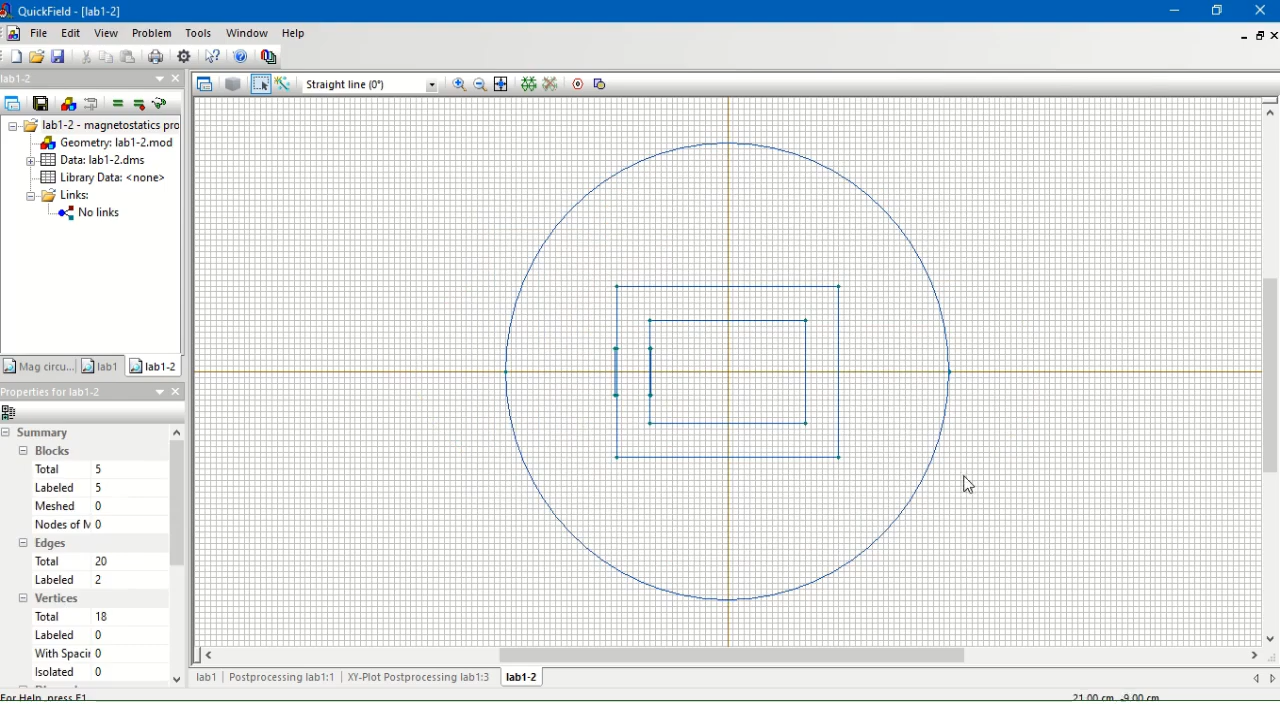 QuickField - [lab1-2]
File Edit View Problem Tools Window Help
lab1-2
Straight line (0°)
lab1-2 - magnetostatics pro
Geometry: lab1-2.mod
Data: lab1-2.dms
Library Data: <none>
Links:
No links
Mag circu... lab1 lab1-2
Properties for lab1-2
Summary
Blocks
Total 5
Labeled 5
Meshed 0
Nodes of M 0
Edges
Total 20
Labeled 2
Vertices
Total 18
Labeled 0
With Spacin 0
Isolated 0
lab1 Postprocessing lab1:1 XY-Plot Postprocessing lab1:3 lab1-2
For Help, press F1
21.00 cm, -9.00 cm